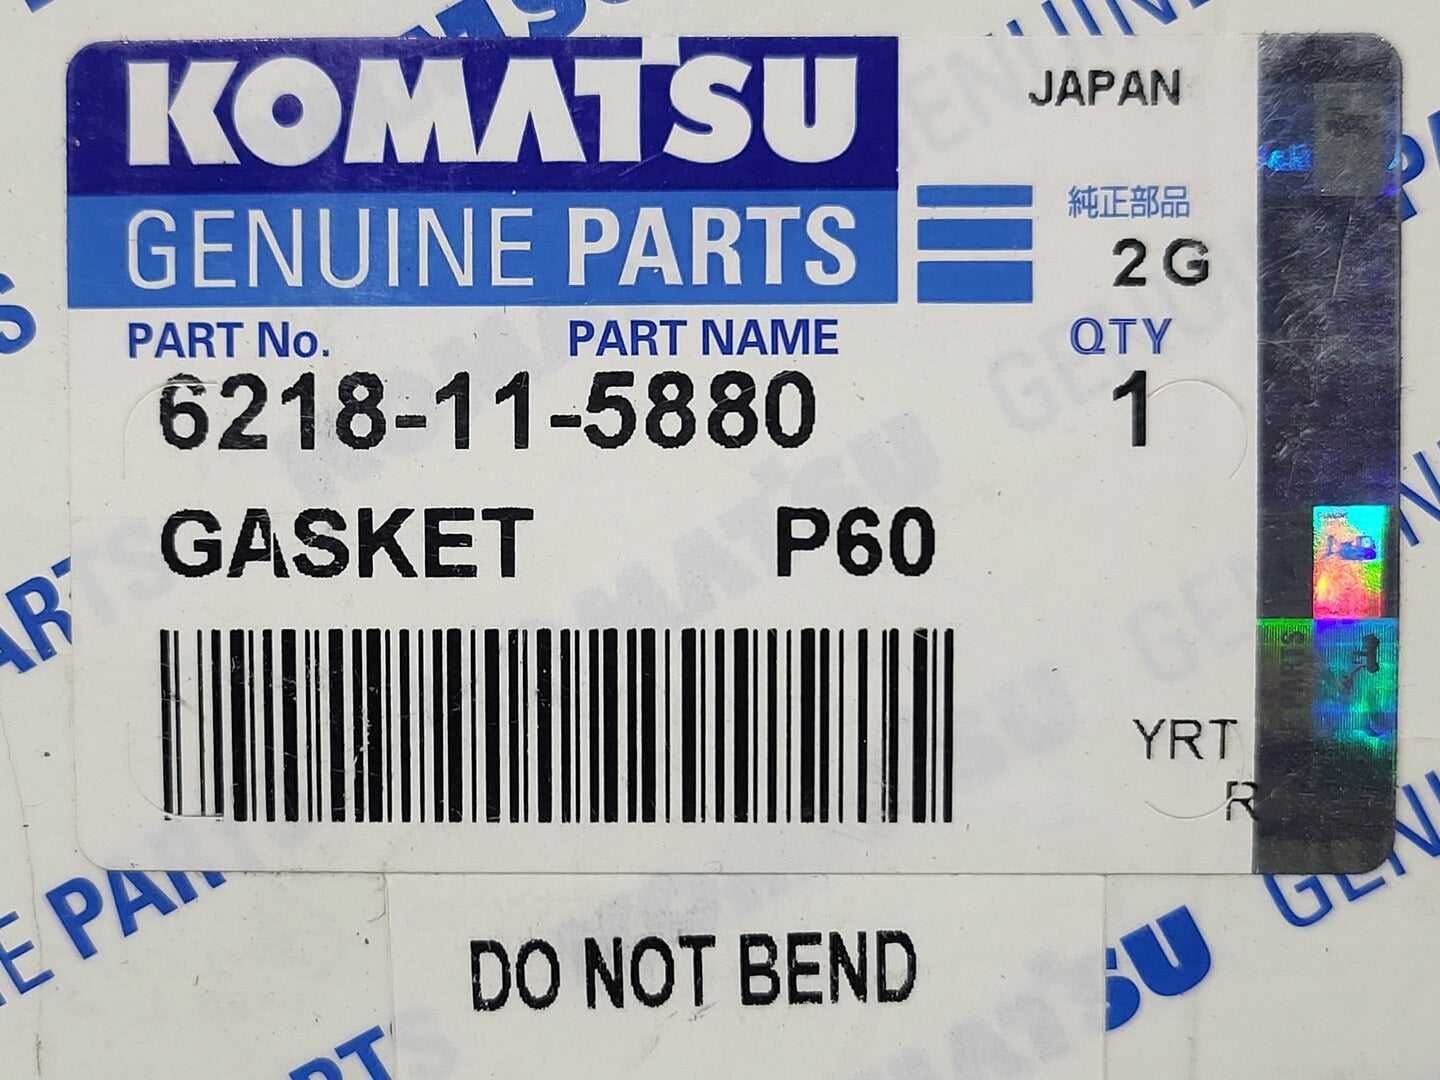 KOMATSU
JAPAN
GENUINE PARTS
純正部品
2G
PART No. PART NAME QTY
6218-11-5880 1
GASKET P60
YRT
R
DO NOT BEND